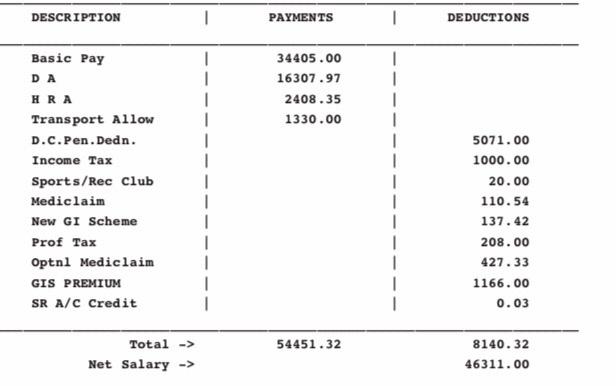 DESCRIPTION | PAYMENTS | DEDUCTIONS
Basic Pay | 34405.00 |
D A | 16307.97 |
H R A | 2408.35 |
Transport Allow | 1330.00 |
D.C.Pen.Dedn. | | 5071.00
Income Tax | | 1000.00
Sports/Rec Club | | 20.00
Mediclaim | | 110.54
New GI Scheme | | 137.42
Prof Tax | | 208.00
Optnl Mediclaim | | 427.33
GIS PREMIUM | | 1166.00
SR A/C Credit | | 0.03
Total -> 54451.32 8140.32
Net Salary -> 46311.00